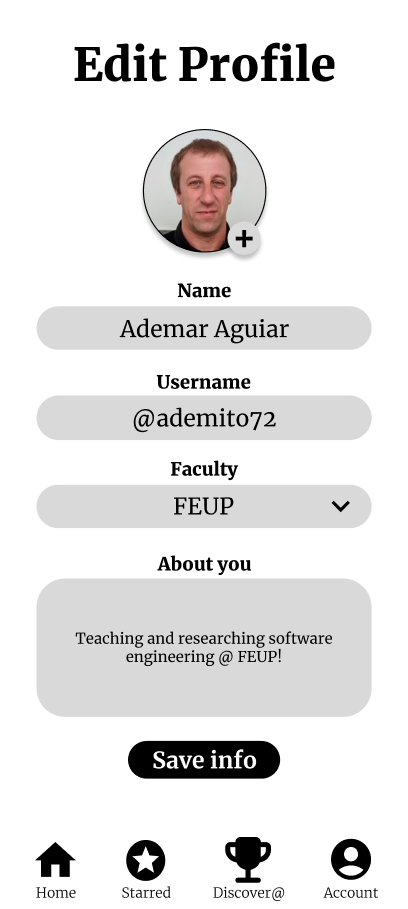 Edit Profile
Name
Ademar Aguiar
Username
@ademito72
Faculty
FEUP
About you
Teaching and researching software
engineering @ FEUP!
Save info
Home Starred Discover@ Account